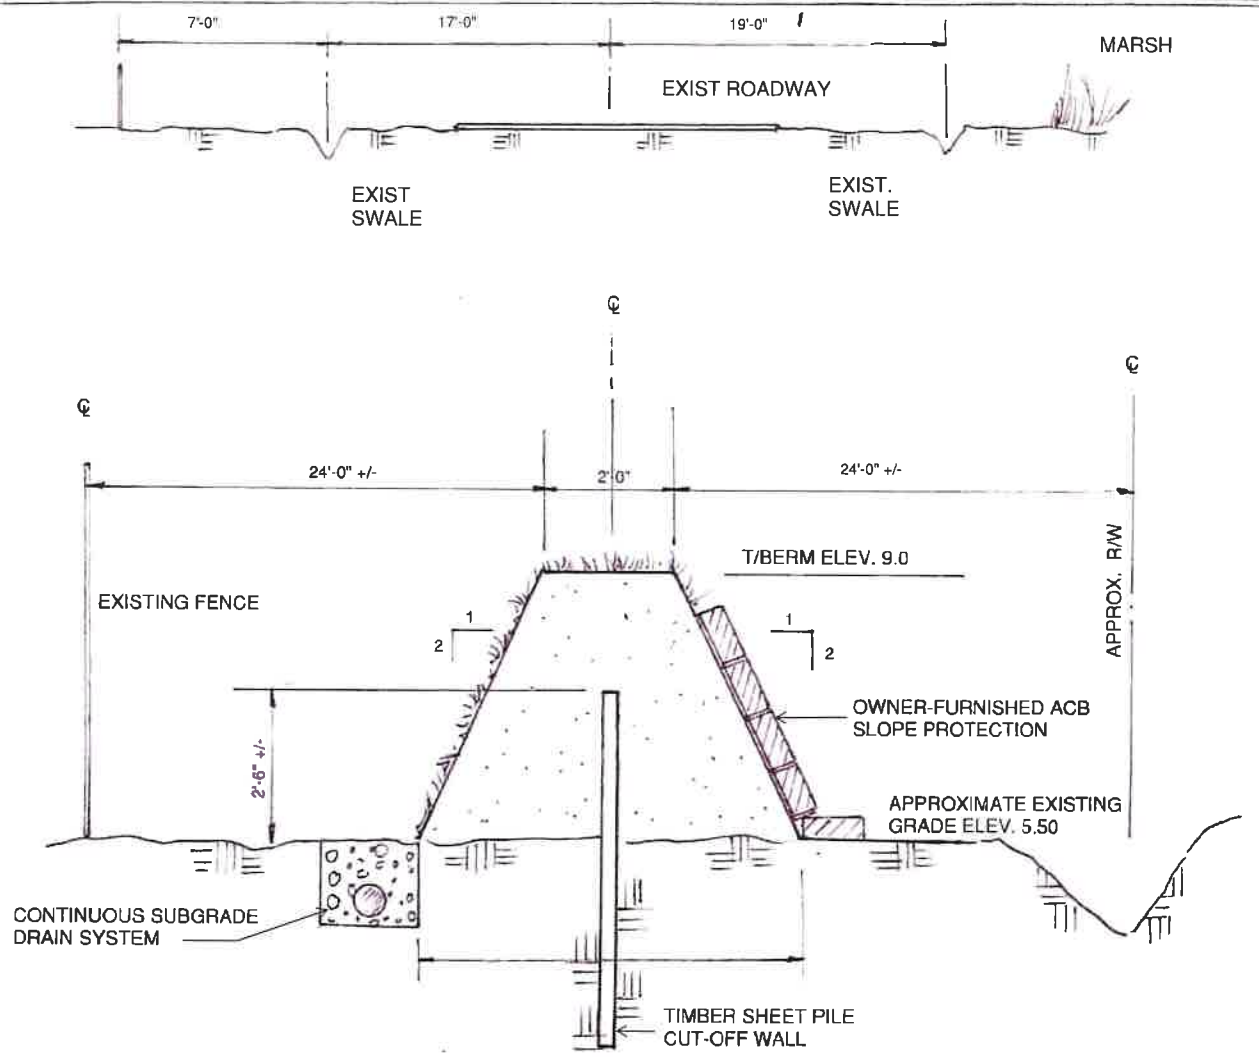 7'-0"
17'-0"
19'-0"
MARSH
EXIST ROADWAY
EXIST
SWALE
EXIST.
SWALE
℄
℄
℄
24'-0" +/-
2'-0"
24'-0" +/-
T/BERM ELEV. 9.0
APPROX. R/W
EXISTING FENCE
1
2
1
2
OWNER-FURNISHED ACB
SLOPE PROTECTION
2'-6" +/-
APPROXIMATE EXISTING
GRADE ELEV. 5.50
CONTINUOUS SUBGRADE
DRAIN SYSTEM
TIMBER SHEET PILE
CUT-OFF WALL